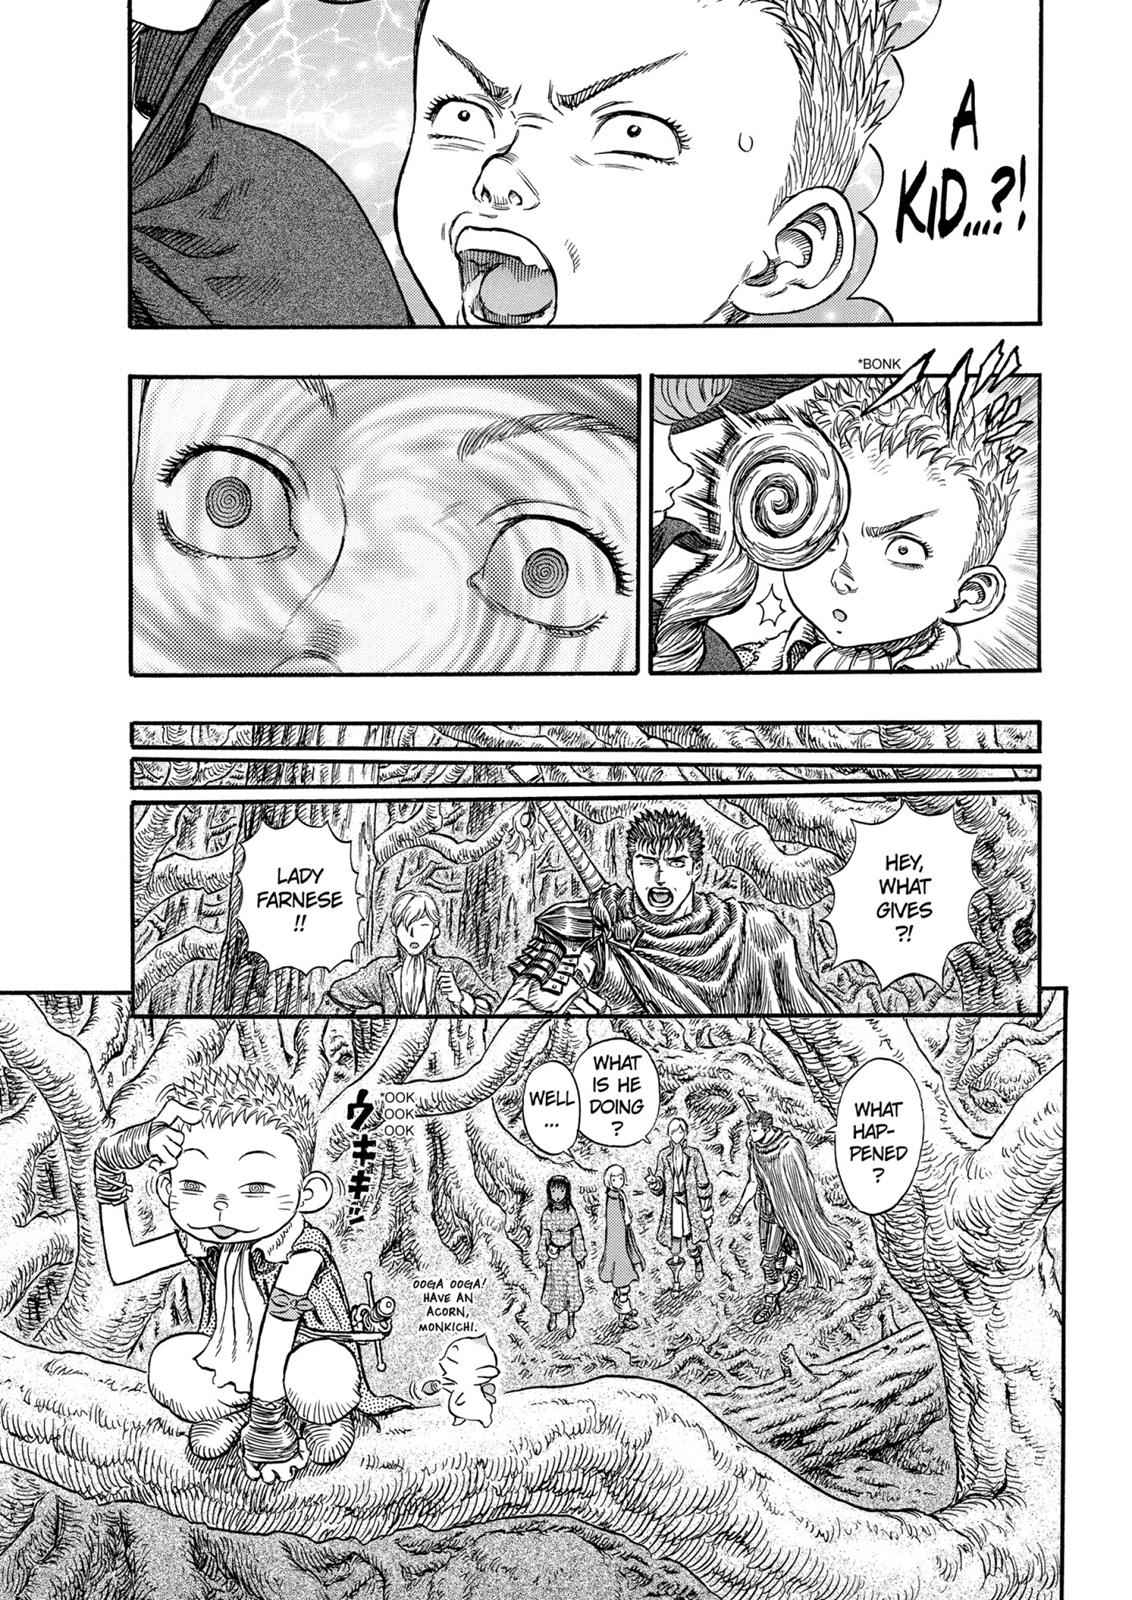 A
KID...?!
*BONK
HEY,
WHAT
GIVES
?!
LADY
FARNESE
!!
WHAT
HAP-
PENED
?
WHAT
IS HE
DOING
?
WELL
...
OOK
OOK
OOK
ウキキッ
OOGA OOGA!
HAVE AN
ACORN,
MONKICHI.